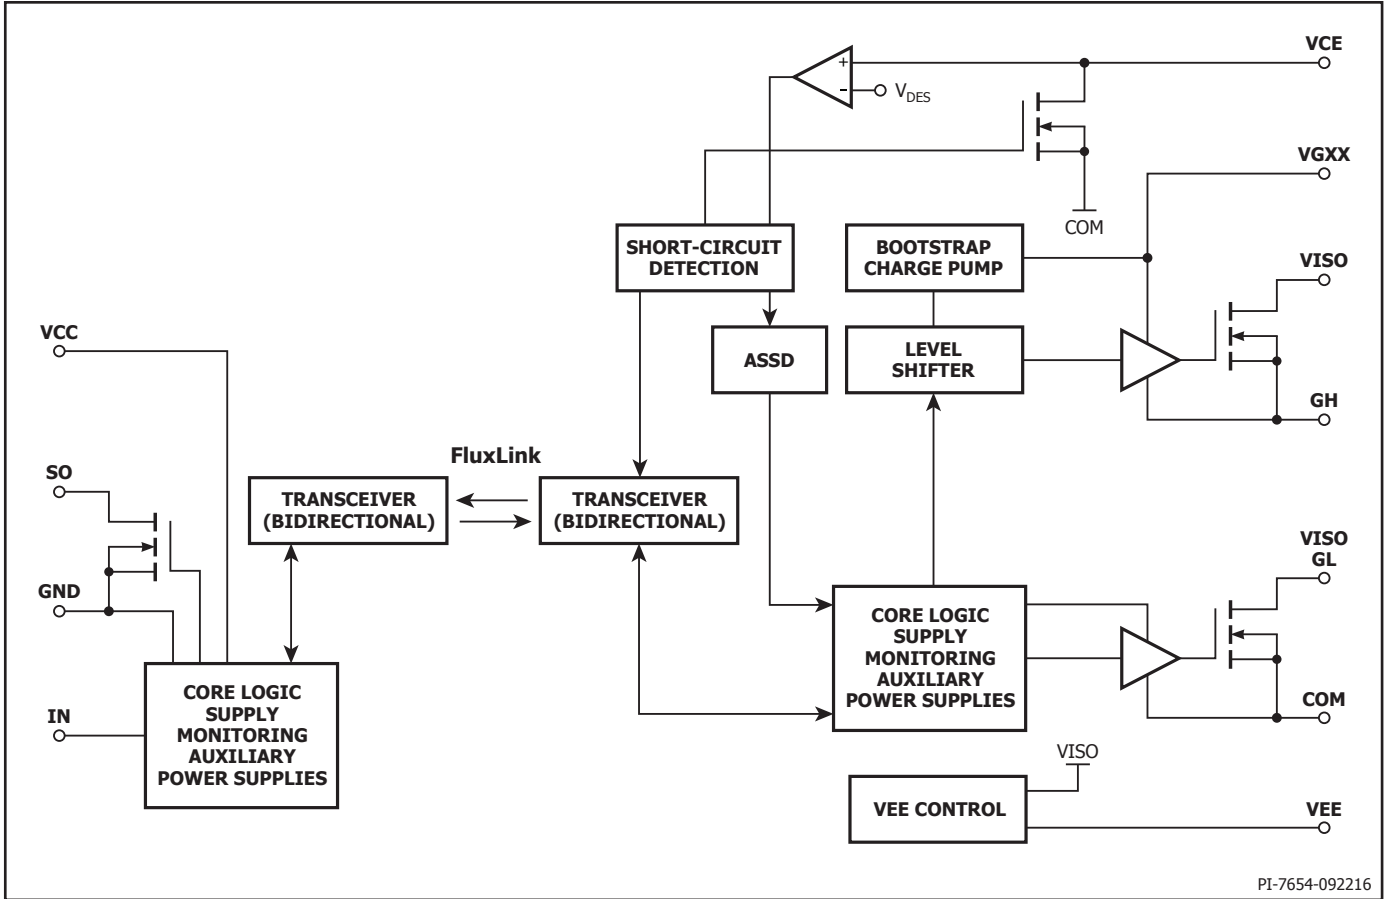 VCE
+
-
V_DES
VGXX
COM
SHORT-CIRCUIT
DETECTION
BOOTSTRAP
CHARGE PUMP
VISO
VCC
ASSD
LEVEL
SHIFTER
GH
FluxLink
SO
TRANSCEIVER
(BIDIRECTIONAL)
TRANSCEIVER
(BIDIRECTIONAL)
VISO
GL
GND
CORE LOGIC
SUPPLY
MONITORING
AUXILIARY
POWER SUPPLIES
CORE LOGIC
SUPPLY
MONITORING
AUXILIARY
POWER SUPPLIES
COM
IN
VISO
VEE CONTROL
VEE
PI-7654-092216